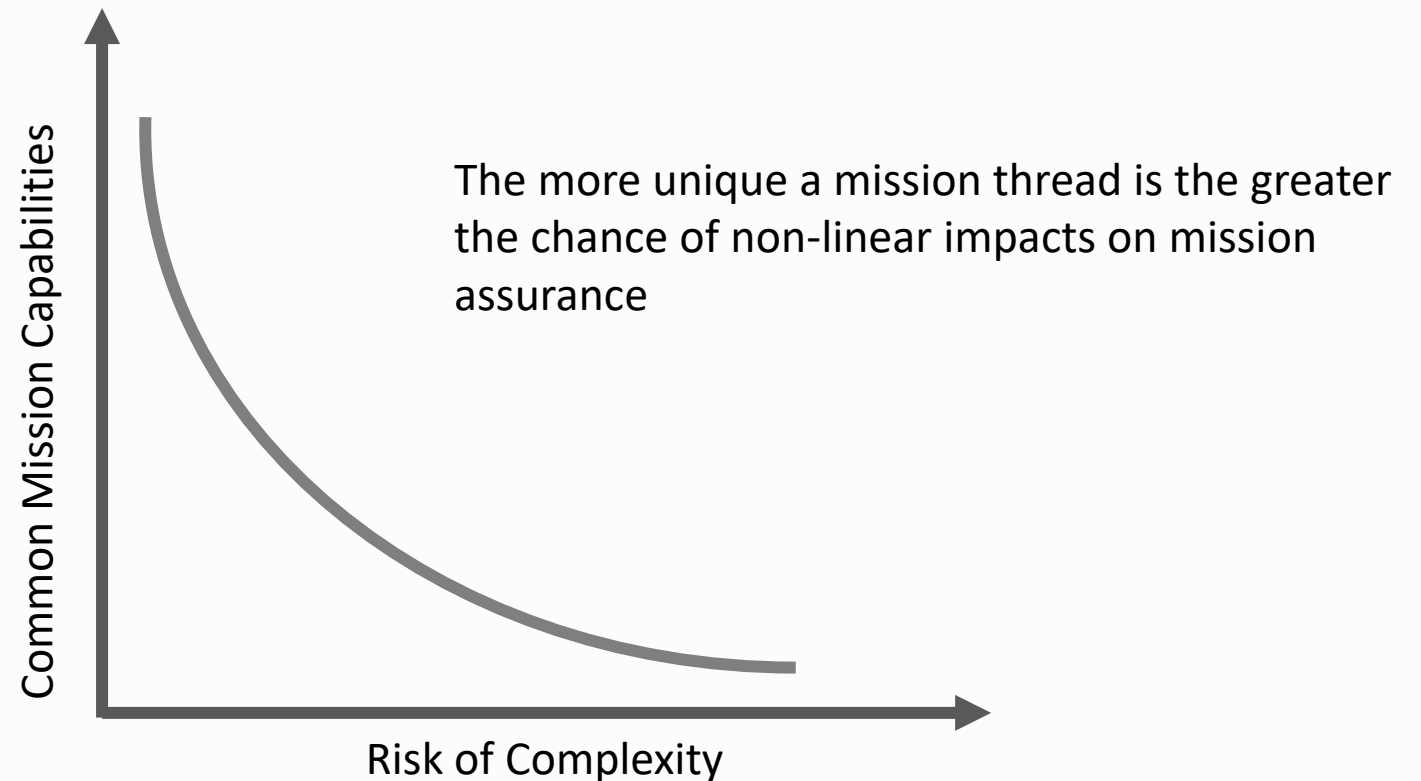 Common Mission Capabilities
The more unique a mission thread is the greater
the chance of non-linear impacts on mission
assurance
Risk of Complexity